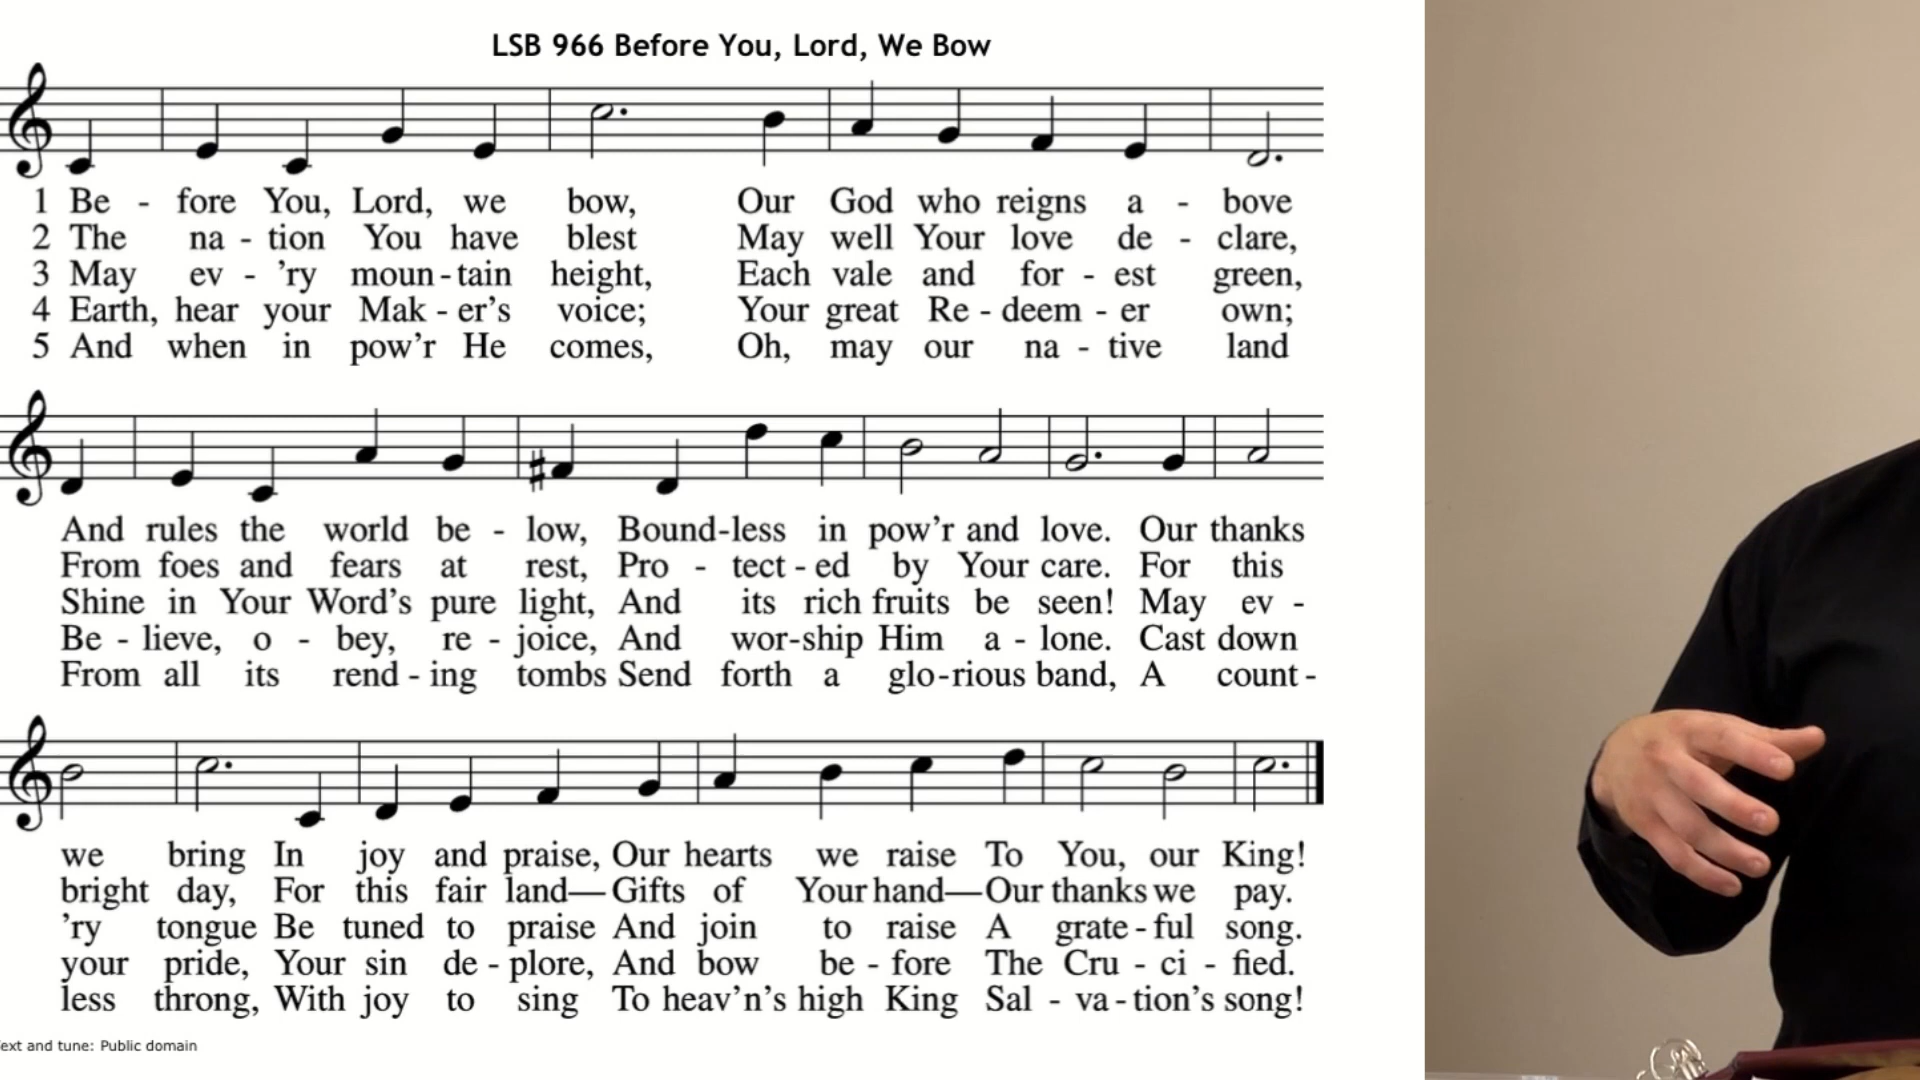 LSB 966 Before You, Lord, We Bow
1 Be - fore You, Lord, we bow, Our God who reigns a - bove
2 The na - tion You have blest May well Your love de - clare,
3 May ev - 'ry moun - tain height, Each vale and for - est green,
4 Earth, hear your Mak - er's voice; Your great Re - deem - er own;
5 And when in pow'r He comes, Oh, may our na - tive land
And rules the world be - low, Bound - less in pow'r and love. Our thanks
From foes and fears at rest, Pro - tect - ed by Your care. For this
Shine in Your Word's pure light, And its rich fruits be seen! May ev -
Be - lieve, o - bey, re - joice, And wor - ship Him a - lone. Cast down
From all its rend - ing tombs Send forth a glo - rious band, A count -
we bring In joy and praise, Our hearts we raise To You, our King!
bright day, For this fair land—Gifts of Your hand—Our thanks we pay.
'ry tongue Be tuned to praise And join to raise A grate - ful song.
your pride, Your sin de - plore, And bow be - fore The Cru - ci - fied.
less throng, With joy to sing To heav'n's high King Sal - va - tion's song!
ext and tune: Public domain